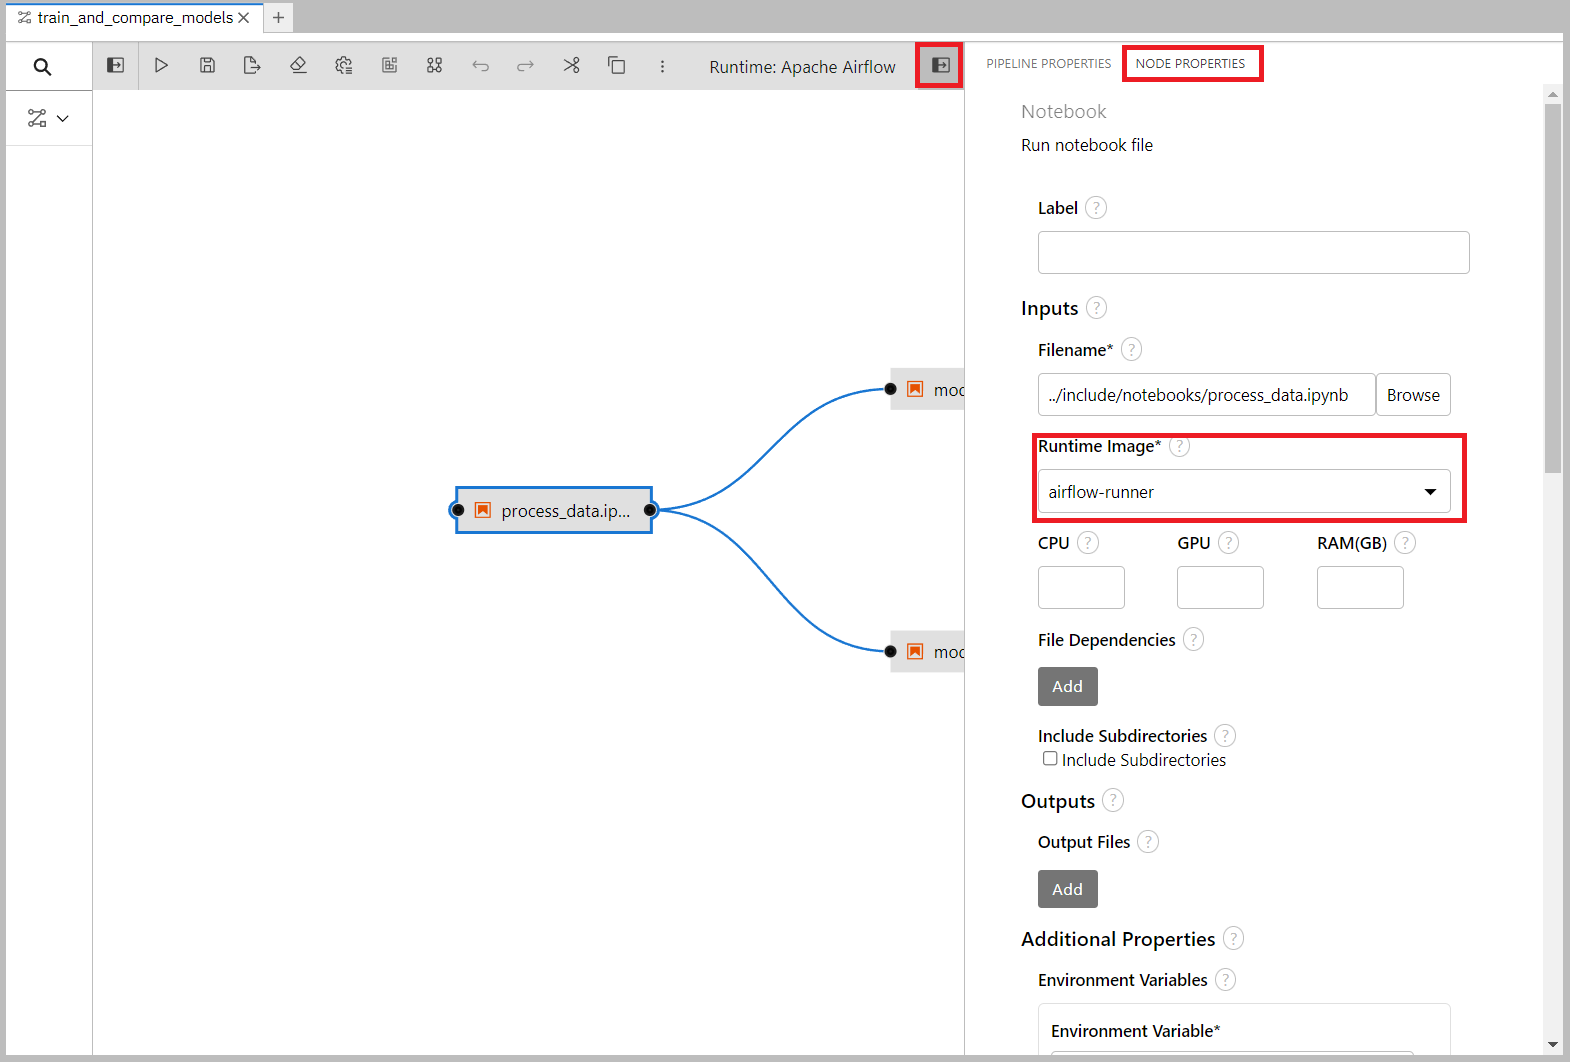 train_and_compare_models
Runtime: Apache Airflow
PIPELINE PROPERTIES
NODE PROPERTIES
Notebook
Run notebook file
Label ?
Inputs ?
Filename* ?
../include/notebooks/process_data.ipynb
Browse
Runtime Image* ?
airflow-runner
CPU ?
GPU ?
RAM(GB) ?
File Dependencies ?
Add
Include Subdirectories ?
Include Subdirectories
Outputs ?
Output Files ?
Add
Additional Properties ?
Environment Variables ?
Environment Variable*
moc
process_data.ip...
moc